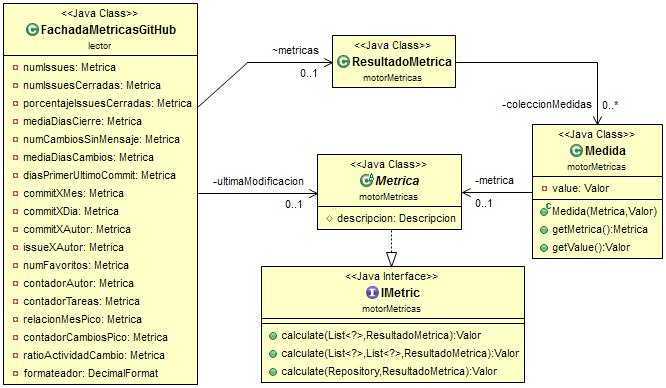 <<Java Class>>
FachadaMetricasGitHub
lector
numIssues: Metrica
numIssuesCerradas: Metrica
porcentajeIssuesCerradas: Metrica
mediaDiasCierre: Metrica
numCambiosSinMensaje: Metrica
mediaDiasCambios: Metrica
diasPrimerUltimoCommit: Metrica
commitXMes: Metrica
commitXDia: Metrica
commitXAutor: Metrica
issueXAutor: Metrica
numFavoritos: Metrica
contadorAutor: Metrica
contadorTareas: Metrica
relacionMesPico: Metrica
contadorCambiosPico: Metrica
ratioActividadCambio: Metrica
formateador: DecimalFormat
~metricas
0..1
<<Java Class>>
ResultadoMetrica
motorMetricas
-coleccionMedidas
0..*
<<Java Class>>
Medida
motorMetricas
value: Valor
Medida(Metrica,Valor)
getMetrica():Metrica
getValue():Valor
-metrica
0..1
-ultimaModificacion
0..1
<<Java Class>>
Metrica
motorMetricas
descripcion: Descripcion
<<Java Interface>>
IMetric
motorMetricas
calculate(List<?>,ResultadoMetrica):Valor
calculate(List<?>,List<?>,ResultadoMetrica):Valor
calculate(Repository,ResultadoMetrica):Valor